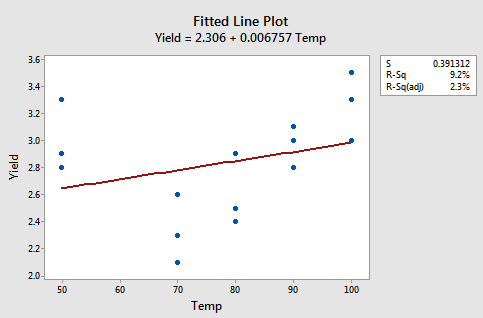 Fitted Line Plot
Yield = 2.306 + 0.006757 Temp
S 0.391312
R-Sq 9.2%
R-Sq(adj) 2.3%
3.6
3.4
3.2
3.0
2.8
2.6
2.4
2.2
2.0
Yield
50 60 70 80 90 100
Temp